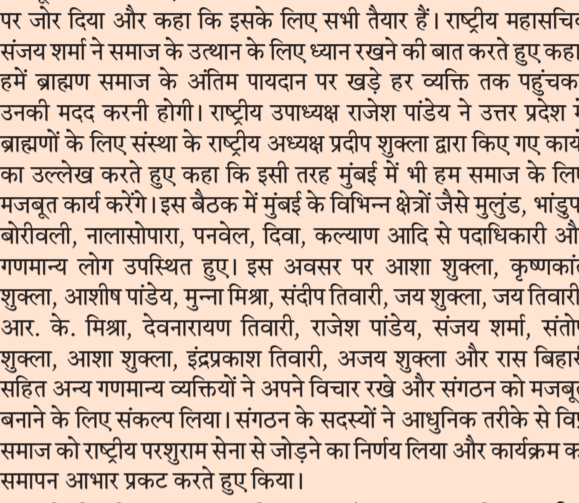 पर जोर दिया और कहा कि इसके लिए सभी तैयार हैं। राष्ट्रीय महासचि
संजय शर्मा ने समाज के उत्थान के लिए ध्यान रखने की बात करते हुए कहा
हमें ब्राह्मण समाज के अंतिम पायदान पर खड़े हर व्यक्ति तक पहुंचक
उनकी मदद करनी होगी। राष्ट्रीय उपाध्यक्ष राजेश पांडेय ने उत्तर प्रदेश
ब्राह्मणों के लिए संस्था के राष्ट्रीय अध्यक्ष प्रदीप शुक्ला द्वारा किए गए कार्य
का उल्लेख करते हुए कहा कि इसी तरह मुंबई में भी हम समाज के लि
मजबूत कार्य करेंगे। इस बैठक में मुंबई के विभिन्न क्षेत्रों जैसे मुलुंड, भांडुप
बोरीवली, नालासोपारा, पनवेल, दिवा, कल्याण आदि से पदाधिकारी औ
गणमान्य लोग उपस्थित हुए। इस अवसर पर आशा शुक्ला, कृष्णकां
शुक्ला, आशीष पांडेय, मुन्ना मिश्रा, संदीप तिवारी, जय शुक्ला, जय तिवारी
आर. के. मिश्रा, देवनारायण तिवारी, राजेश पांडेय, संजय शर्मा, संतो
शुक्ला, आशा शुक्ला, इंद्रप्रकाश तिवारी, अजय शुक्ला और रास बिहा
सहित अन्य गणमान्य व्यक्तियों ने अपने विचार रखे और संगठन को मजबू
बनाने के लिए संकल्प लिया। संगठन के सदस्यों ने आधुनिक तरीके से वि
समाज को राष्ट्रीय परशुराम सेना से जोड़ने का निर्णय लिया और कार्यक्रम क
समापन आभार प्रकट करते हुए किया।